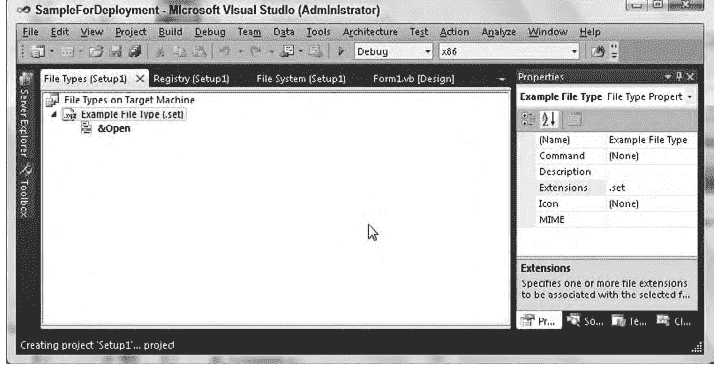 SampleForDeployment - Microsoft Visual Studio (Administrator)
File Edit View Project Build Debug Team Data Tools Architecture Test Action Analyze Window Help
Debug x86
Server Explorer
Toolbox
File Types (Setup1) Registry (Setup1) File System (Setup1) Form1.vb [Design]
File Types on Target Machine
Example File Type (.set)
&Open
Properties
Example File Type File Type Propert
(Name) Example File Type
Command (None)
Description
Extensions .set
Icon (None)
MIME
Extensions
Specifies one or more file extensions
to be associated with the selected f...
Pr... So... Te... Cl...
Creating project 'Setup1'... project